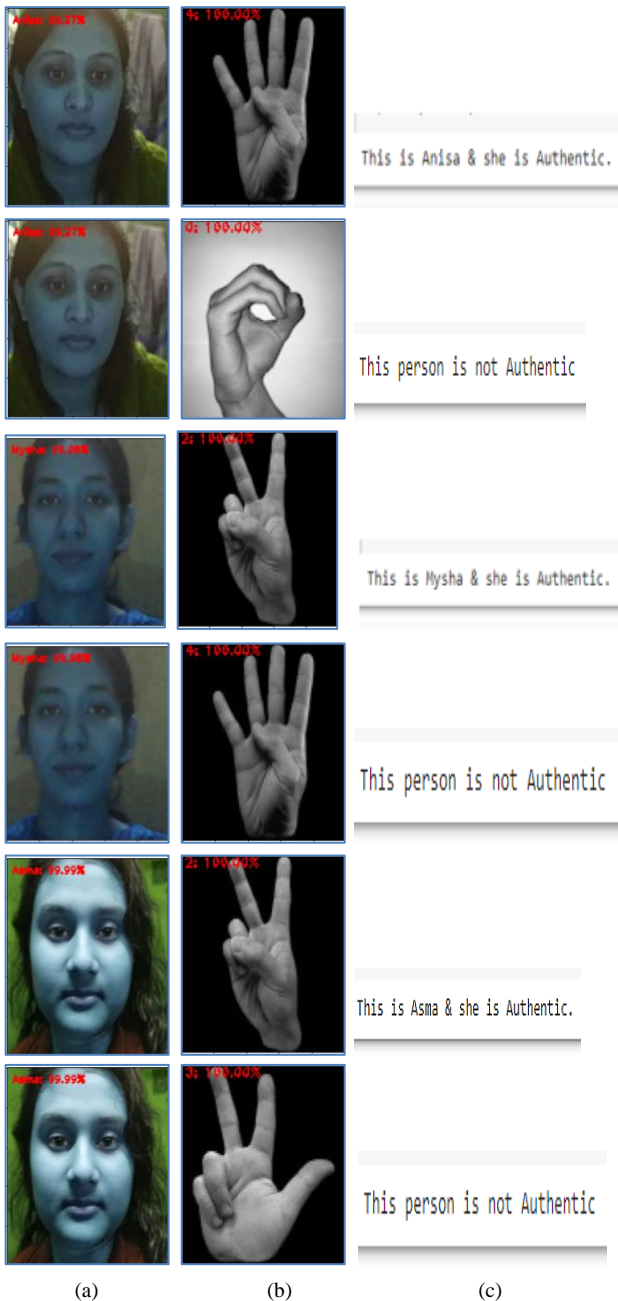 Anisa: 99.27%
4: 100.00%
This is Anisa & she is Authentic.
Anisa: 99.27%
0: 100.00%
This person is not Authentic
Mysha: 99.98%
2: 100.00%
This is Mysha & she is Authentic.
Mysha: 99.98%
4: 100.00%
This person is not Authentic
Asma: 99.99%
2: 100.00%
This is Asma & she is Authentic.
Asma: 99.99%
3: 100.00%
This person is not Authentic
(a) (b) (c)